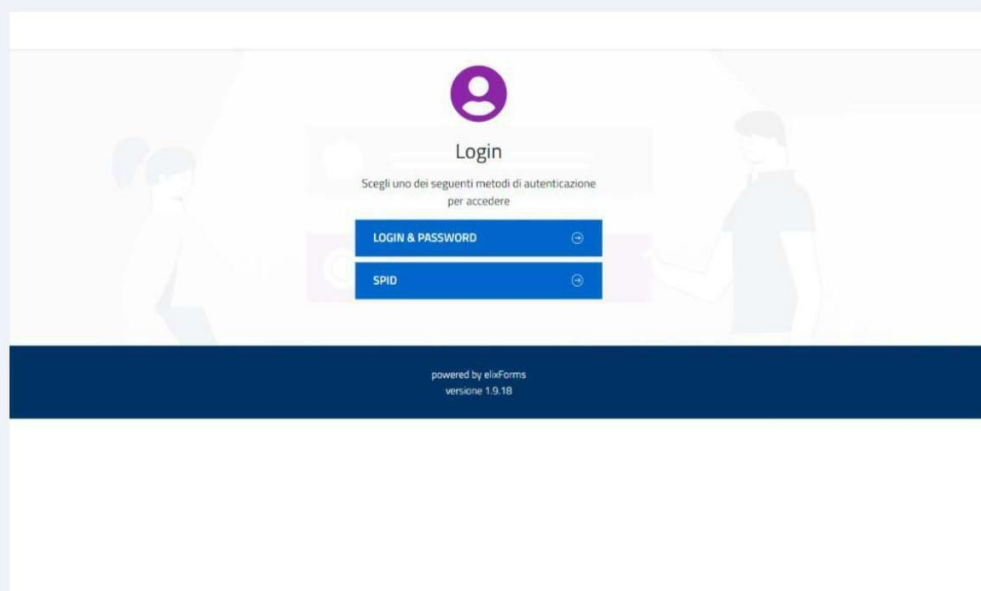 Login
Scegli uno dei seguenti metodi di autenticazione
per accedere
LOGIN & PASSWORD
SPID
powered by elixForms
versione 1.9.18